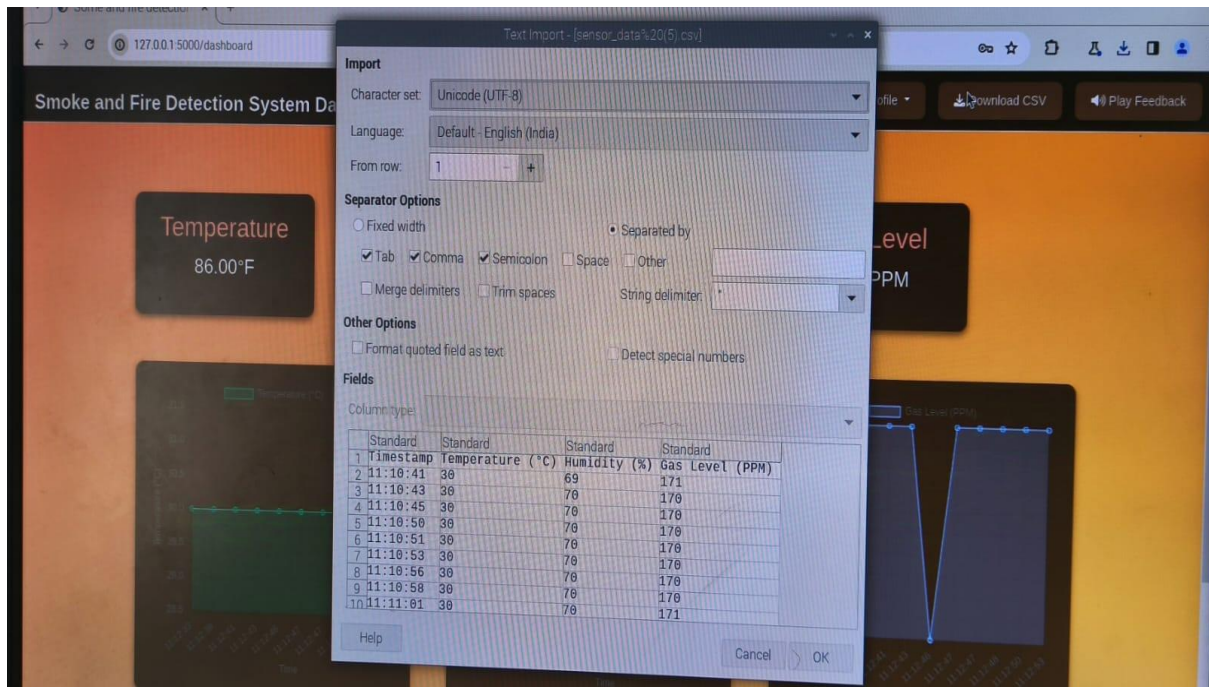 Some and fire detection
127.0.0.1:5000/dashboard
Text Import - [sensor_data%20(5).csv]
Smoke and Fire Detection System Da
ofile
Download CSV
Play Feedback
Import
Character set:
Unicode (UTF-8)
Language:
Default - English (India)
From row:
1
Separator Options
Fixed width
Separated by
Tab
Comma
Semicolon
Space
Other
Merge delimiters
Trim spaces
String delimiter:
"
Other Options
Format quoted field as text
Detect special numbers
Fields
Column type:
Standard Standard Standard Standard
1 Timestamp Temperature (°C) Humidity (%) Gas Level (PPM)
2 11:10:41 30 69 171
3 11:10:43 30 70 170
4 11:10:45 30 70 170
5 11:10:50 30 70 170
6 11:10:51 30 70 170
7 11:10:53 30 70 170
8 11:10:56 30 70 170
9 11:10:58 30 70 170
10 11:11:01 30 70 171
Help
Cancel
OK
Temperature
86.00°F
Level
PPM
Temperature (°C)
Gas Level (PPM)
Time
Time